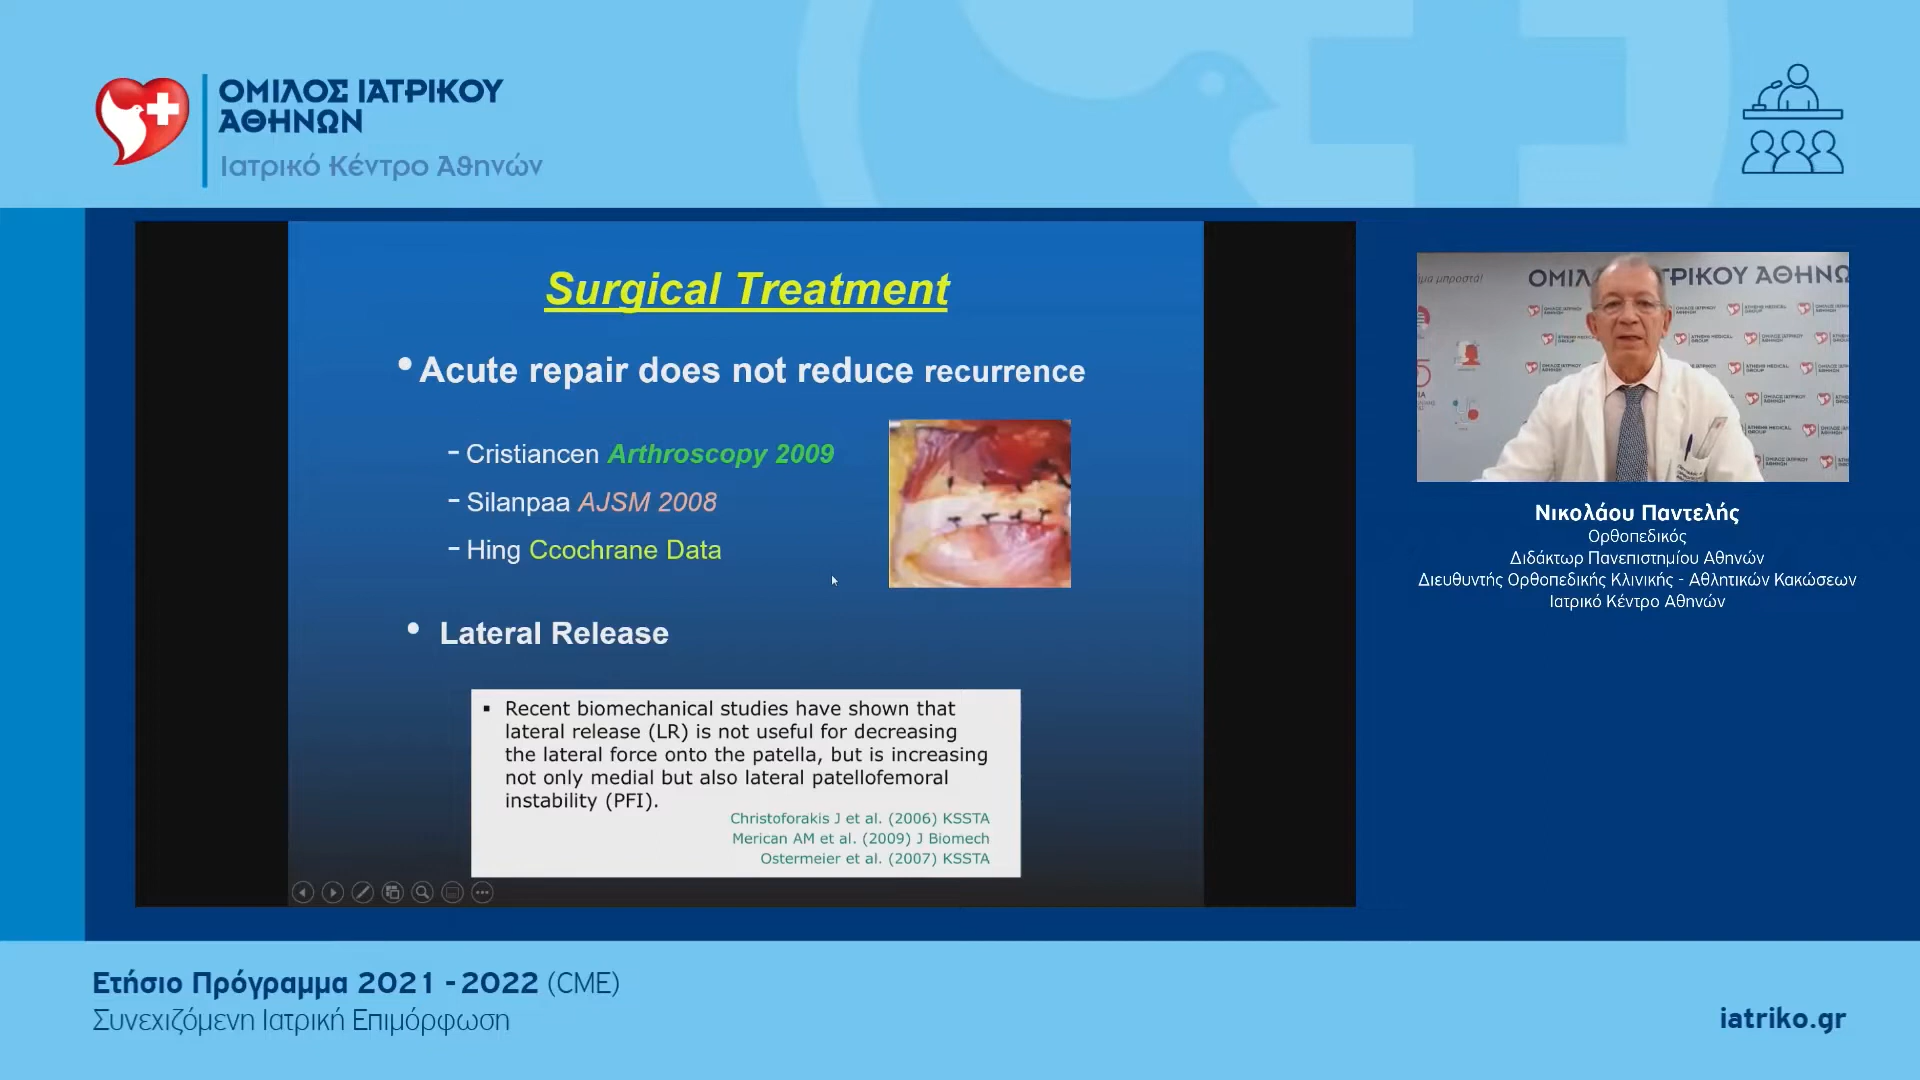 ΟΜΙΛΟΣ ΙΑΤΡΙΚΟΥ
ΑΘΗΝΩΝ
Ιατρικό Κέντρο Αθηνών
Surgical Treatment
• Acute repair does not reduce recurrence
- Cristiancen Arthroscopy 2009
- Silanpaa AJSM 2008
- Hing Ccochrane Data
• Lateral Release
▪ Recent biomechanical studies have shown that
lateral release (LR) is not useful for decreasing
the lateral force onto the patella, but is increasing
not only medial but also lateral patellofemoral
instability (PFI).
Christoforakis J et al. (2006) KSSTA
Merican AM et al. (2009) J Biomech
Ostermeier et al. (2007) KSSTA
μπροστά!
ΤΡΙΚΟΥ ΑΘΗΝΩ
Νικολάου Παντελής
Ορθοπεδικός
Διδάκτωρ Πανεπιστημίου Αθηνών
Διευθυντής Ορθοπεδικής Κλινικής - Αθλητικών Κακώσεων
Ιατρικό Κέντρο Αθηνών
Ετήσιο Πρόγραμμα 2021 - 2022 (CME)
Συνεχιζόμενη Ιατρική Επιμόρφωση
iatriko.gr